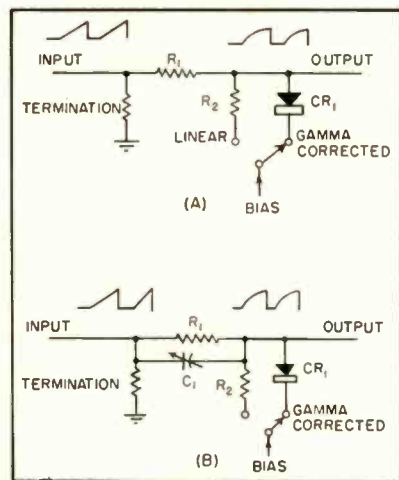 INPUT
R₁
OUTPUT
TERMINATION
R₂
CR₁
LINEAR
GAMMA
CORRECTED
(A)
BIAS
INPUT
R₁
OUTPUT
TERMINATION
C₁
R₂
CR₁
GAMMA
CORRECTED
(B)
BIAS